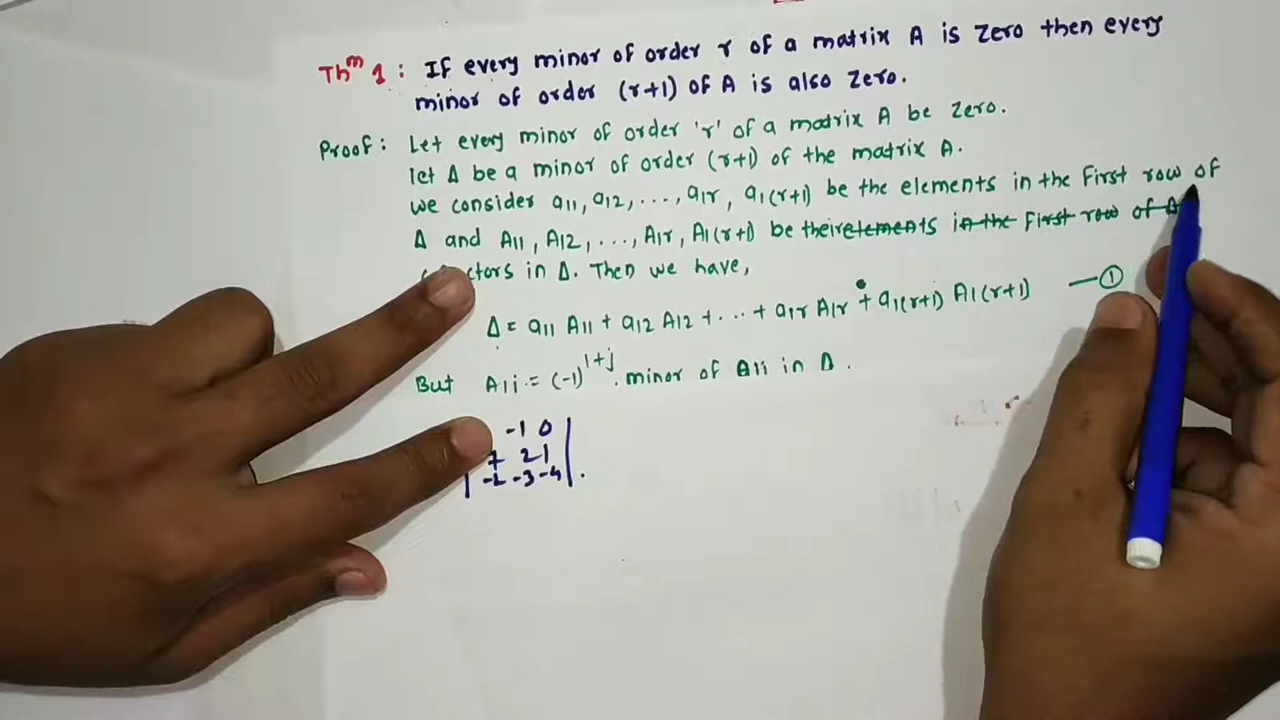 Thm 1: If every minor of order r of a matrix A is zero then every
minor of order (r+1) of A is also zero.
Proof: Let every minor of order 'r' of a matrix A be zero.
let Δ be a minor of order (r+1) of the matrix A.
we consider a11, a12, ..., a1r, a1(r+1) be the elements in the first row of
Δ and A11, A12, ..., A1r, A1(r+1) be their elements in the first row of Δ
ctors in Δ. Then we have,
Δ = a11 A11 + a12 A12 + ... + a1r A1r + a1(r+1) A1(r+1) — ①
But A1j = (-1)^1+j . minor of A1j in Δ.
-1 0
7 2 1
-2 -3 -4 .